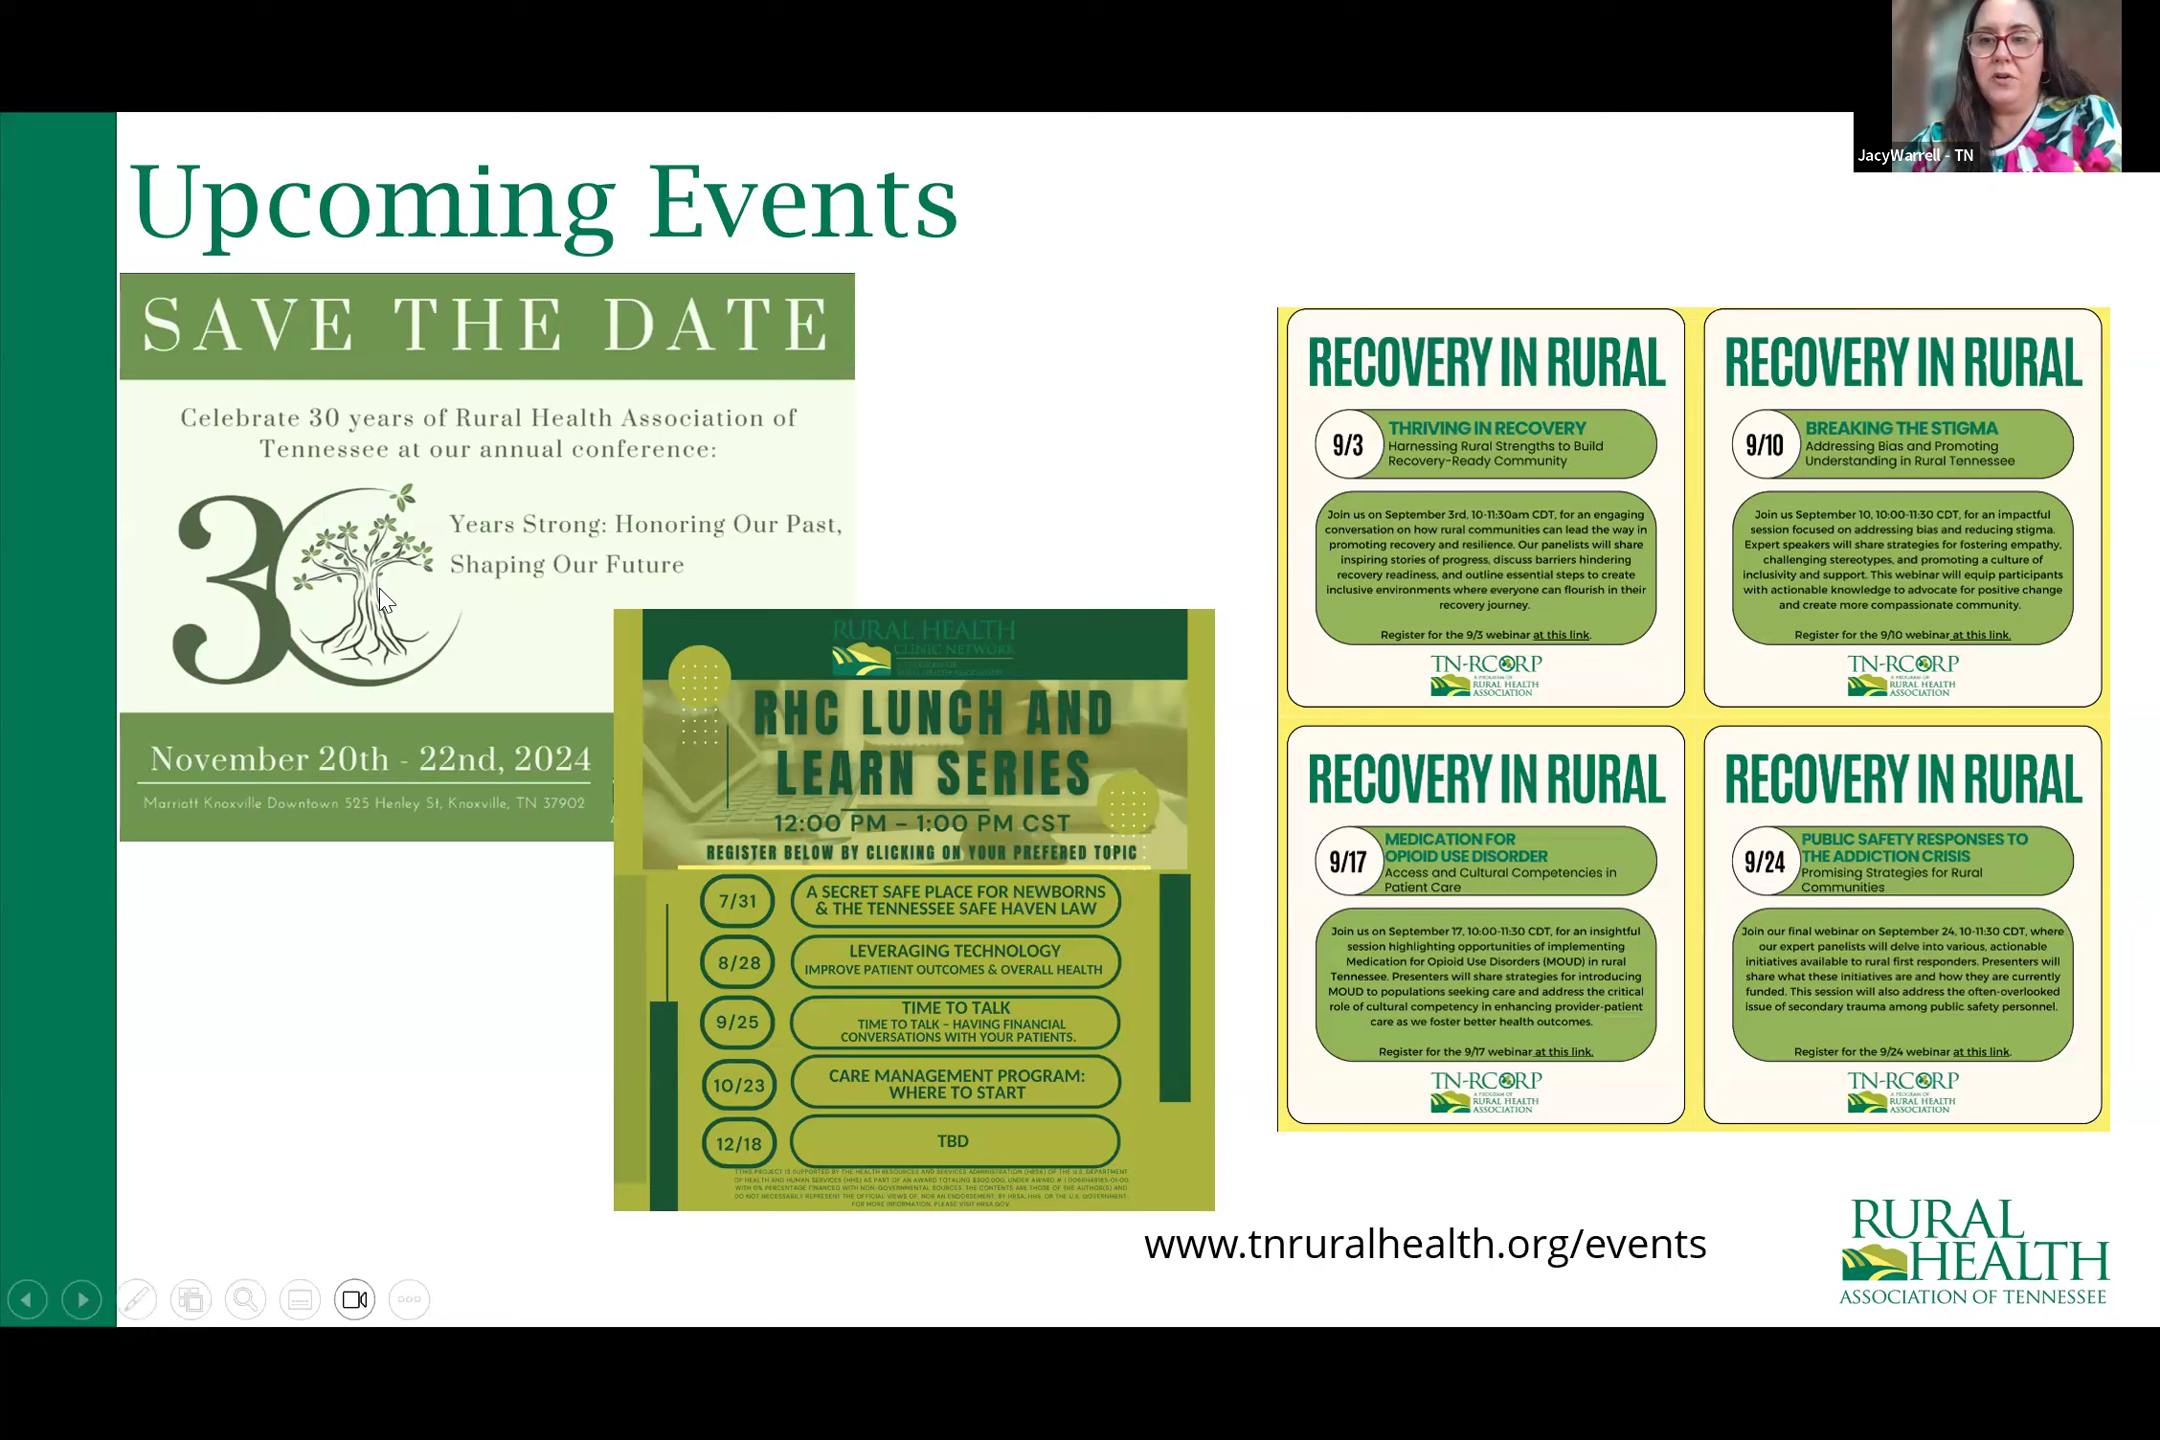 JacyWarrell - TN
Upcoming Events
SAVE THE DATE
Celebrate 30 years of Rural Health Association of
Tennessee at our annual conference:
30
Years Strong: Honoring Our Past,
Shaping Our Future
November 20th - 22nd, 2024
Marriott Knoxville Downtown 525 Henley St, Knoxville, TN 37902
RURAL HEALTH
CLINIC NETWORK
RHC LUNCH AND
LEARN SERIES
12:00 PM – 1:00 PM CST
REGISTER BELOW BY CLICKING ON YOUR PREFERED TOPIC
7/31
A SECRET SAFE PLACE FOR NEWBORNS
& THE TENNESSEE SAFE HAVEN LAW
8/28
LEVERAGING TECHNOLOGY
IMPROVE PATIENT OUTCOMES & OVERALL HEALTH
9/25
TIME TO TALK
TIME TO TALK – HAVING FINANCIAL
CONVERSATIONS WITH YOUR PATIENTS.
10/23
CARE MANAGEMENT PROGRAM:
WHERE TO START
12/18
TBD
RECOVERY IN RURAL
9/3
THRIVING IN RECOVERY
Harnessing Rural Strengths to Build
Recovery-Ready Community
Join us on September 3rd, 10-11:30am CDT, for an engaging
conversation on how rural communities can lead the way in
promoting recovery and resilience. Our panelists will share
inspiring stories of progress, discuss barriers hindering
recovery readiness, and outline essential steps to create
inclusive environments where everyone can flourish in their
recovery journey.
Register for the 9/3 webinar at this link.
TN-RCORP
A PROGRAM OF
RURAL HEALTH
ASSOCIATION
RECOVERY IN RURAL
9/10
BREAKING THE STIGMA
Addressing Bias and Promoting
Understanding in Rural Tennessee
Join us September 10, 10:00-11:30 CDT, for an impactful
session focused on addressing bias and reducing stigma.
Expert speakers will share strategies for fostering empathy,
challenging stereotypes, and promoting a culture of
inclusivity and support. This webinar will equip participants
with actionable knowledge to advocate for positive change
and create more compassionate community.
Register for the 9/10 webinar at this link.
TN-RCORP
A PROGRAM OF
RURAL HEALTH
ASSOCIATION
RECOVERY IN RURAL
9/17
MEDICATION FOR
OPIOID USE DISORDER
Access and Cultural Competencies in
Patient Care
Join us on September 17, 10:00-11:30 CDT, for an insightful
session highlighting opportunities of implementing
Medication for Opioid Use Disorders (MOUD) in rural
Tennessee. Presenters will share strategies for introducing
MOUD to populations seeking care and address the critical
role of cultural competency in enhancing provider-patient
care as we foster better health outcomes.
Register for the 9/17 webinar at this link.
TN-RCORP
A PROGRAM OF
RURAL HEALTH
ASSOCIATION
RECOVERY IN RURAL
9/24
PUBLIC SAFETY RESPONSES TO
THE ADDICTION CRISIS
Promising Strategies for Rural
Communities
Join our final webinar on September 24, 10-11:30 CDT, where
our expert panelists will delve into various, actionable
initiatives available to rural first responders. Presenters will
share what these initiatives are and how they are currently
funded. This session will also address the often-overlooked
issue of secondary trauma among public safety personnel.
Register for the 9/24 webinar at this link.
TN-RCORP
A PROGRAM OF
RURAL HEALTH
ASSOCIATION
www.tnruralhealth.org/events
RURAL
HEALTH
ASSOCIATION OF TENNESSEE